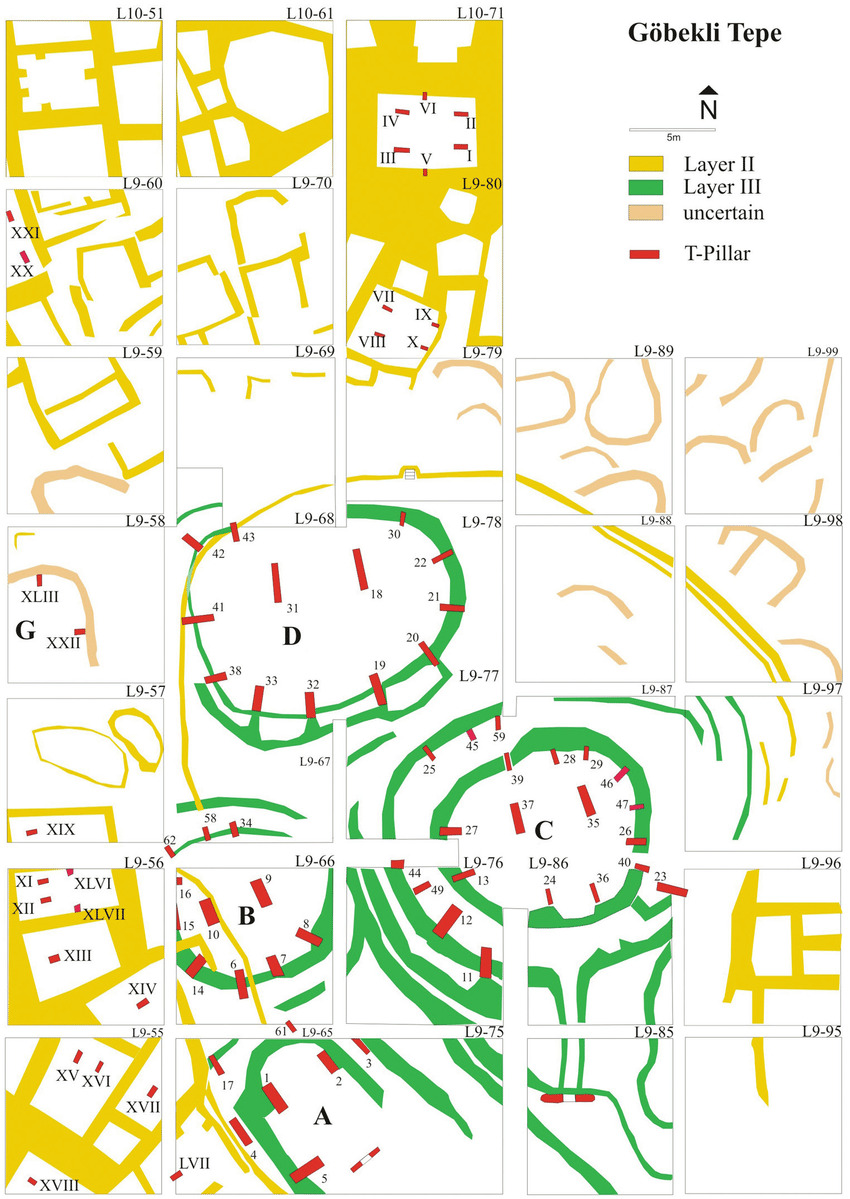 L10-51
L10-61
L10-71
Göbekli Tepe
N
5m
Layer II
Layer III
uncertain
T-Pillar
VI
IV
II
III
V
I
L9-60
L9-70
L9-80
XXI
XX
VII
IX
VIII
X
L9-59
L9-69
L9-79
L9-89
L9-99
L9-58
L9-68
L9-78
L9-88
L9-98
43
42
30
22
XLIII
31
18
21
41
G
XXII
D
20
38
33
32
19
L9-57
L9-77
L9-87
L9-97
L9-67
59
45
25
39
28
29
46
37
35
47
XIX
58
34
27
C
26
62
L9-56
L9-66
L9-76
L9-86
40
L9-96
XI
XLVI
16
9
44
49
13
24
36
23
XII
XLVII
15
10
B
12
8
XIII
14
6
7
11
XIV
61
L9-55
L9-65
L9-75
L9-85
L9-95
XV
XVI
17
1
2
3
XVII
A
4
LVII
5
XVIII